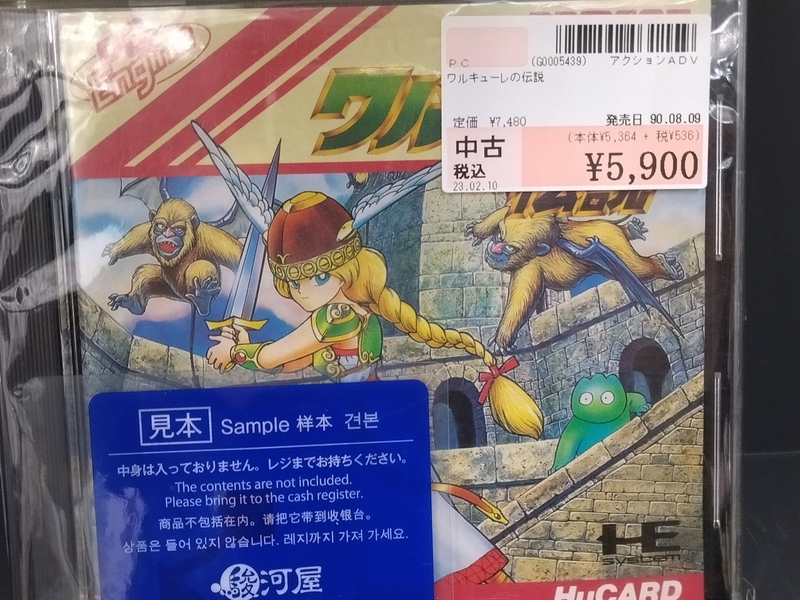 PC
Engine
ワル
PC (G0005439) アクションADV
ワルキューレの伝説
定価 ¥7,480 発売日 90.08.09
中古 (本体¥5,364 + 税¥536)
税込 ¥5,900
23.02.10
見本 Sample 样本 견본
中身は入っておりません。レジまでお持ちください。
The contents are not included.
Please bring it to the cash register.
商品不包括在内。请把它带到收银台。
상품은 들어 있지 않습니다. 레지까지 가져 가세요.
駿河屋
HE
SYSTEM
HuCARD